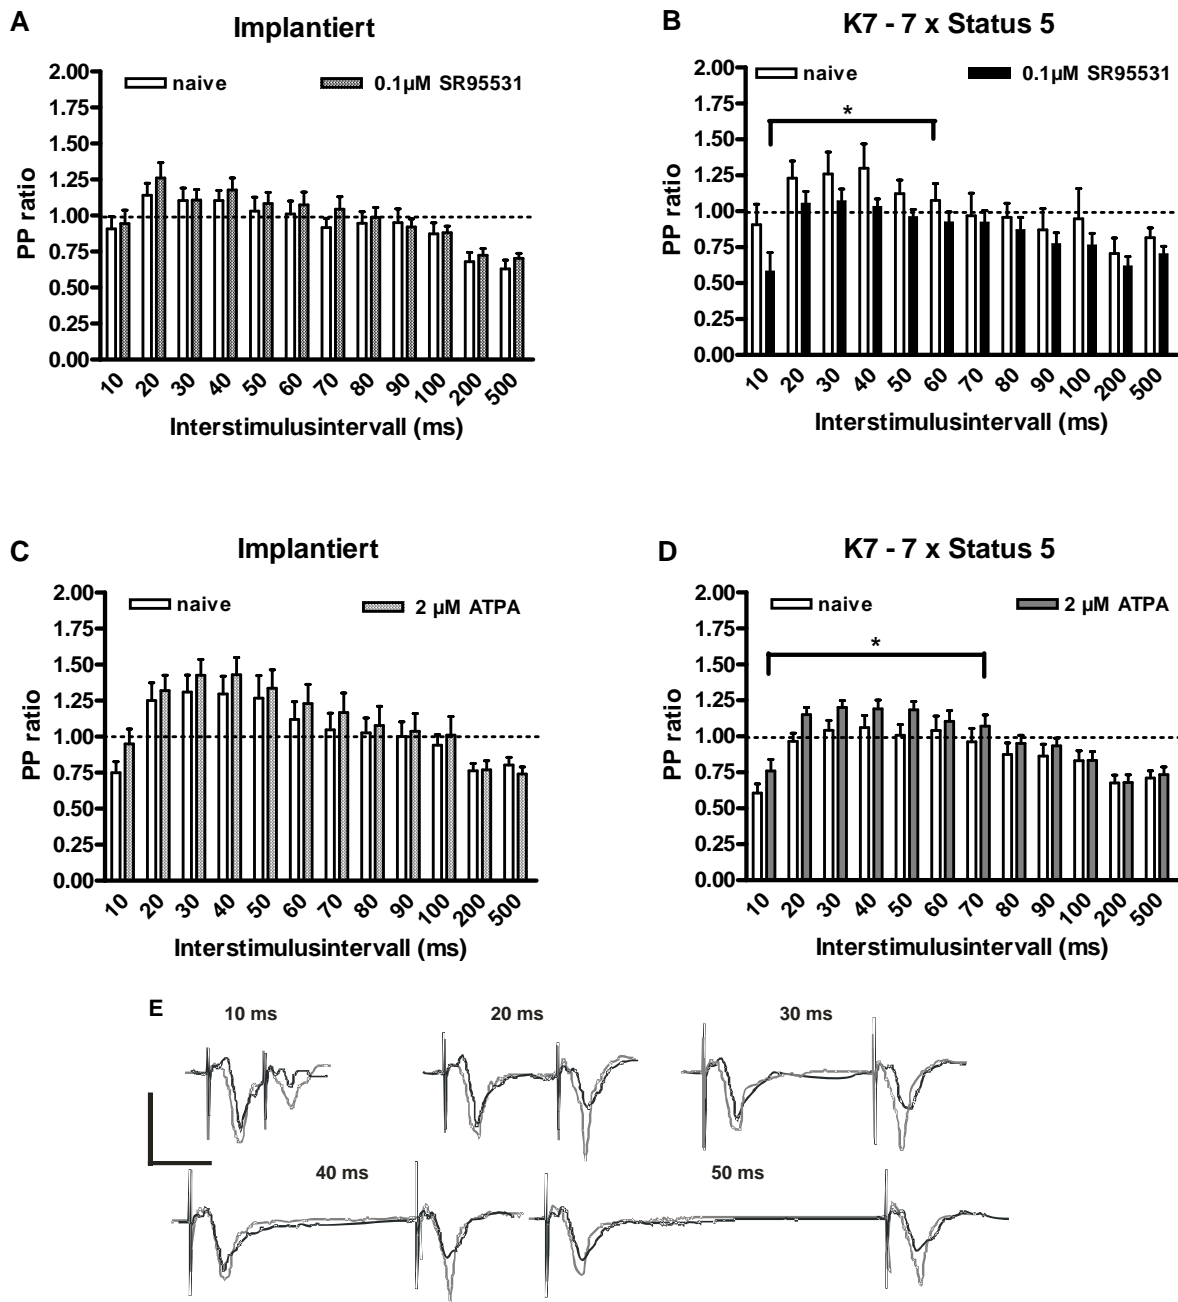 A
Implantiert
naive
0.1µM SR95531
2.00
1.75
1.50
1.25
1.00
0.75
0.50
0.25
0.00
PP ratio
10 20 30 40 50 60 70 80 90 100 200 500
Interstimulusintervall (ms)
B
K7 - 7 x Status 5
naive
0.1µM SR95531
*
2.00
1.75
1.50
1.25
1.00
0.75
0.50
0.25
0.00
PP ratio
10 20 30 40 50 60 70 80 90 100 200 500
Interstimulusintervall (ms)
C
Implantiert
naive
2 µM ATPA
2.00
1.75
1.50
1.25
1.00
0.75
0.50
0.25
0.00
PP ratio
10 20 30 40 50 60 70 80 90 100 200 500
Interstimulusintervall (ms)
D
K7 - 7 x Status 5
naive
2 µM ATPA
*
2.00
1.75
1.50
1.25
1.00
0.75
0.50
0.25
0.00
PP ratio
10 20 30 40 50 60 70 80 90 100 200 500
Interstimulusintervall (ms)
E
10 ms
20 ms
30 ms
40 ms
50 ms